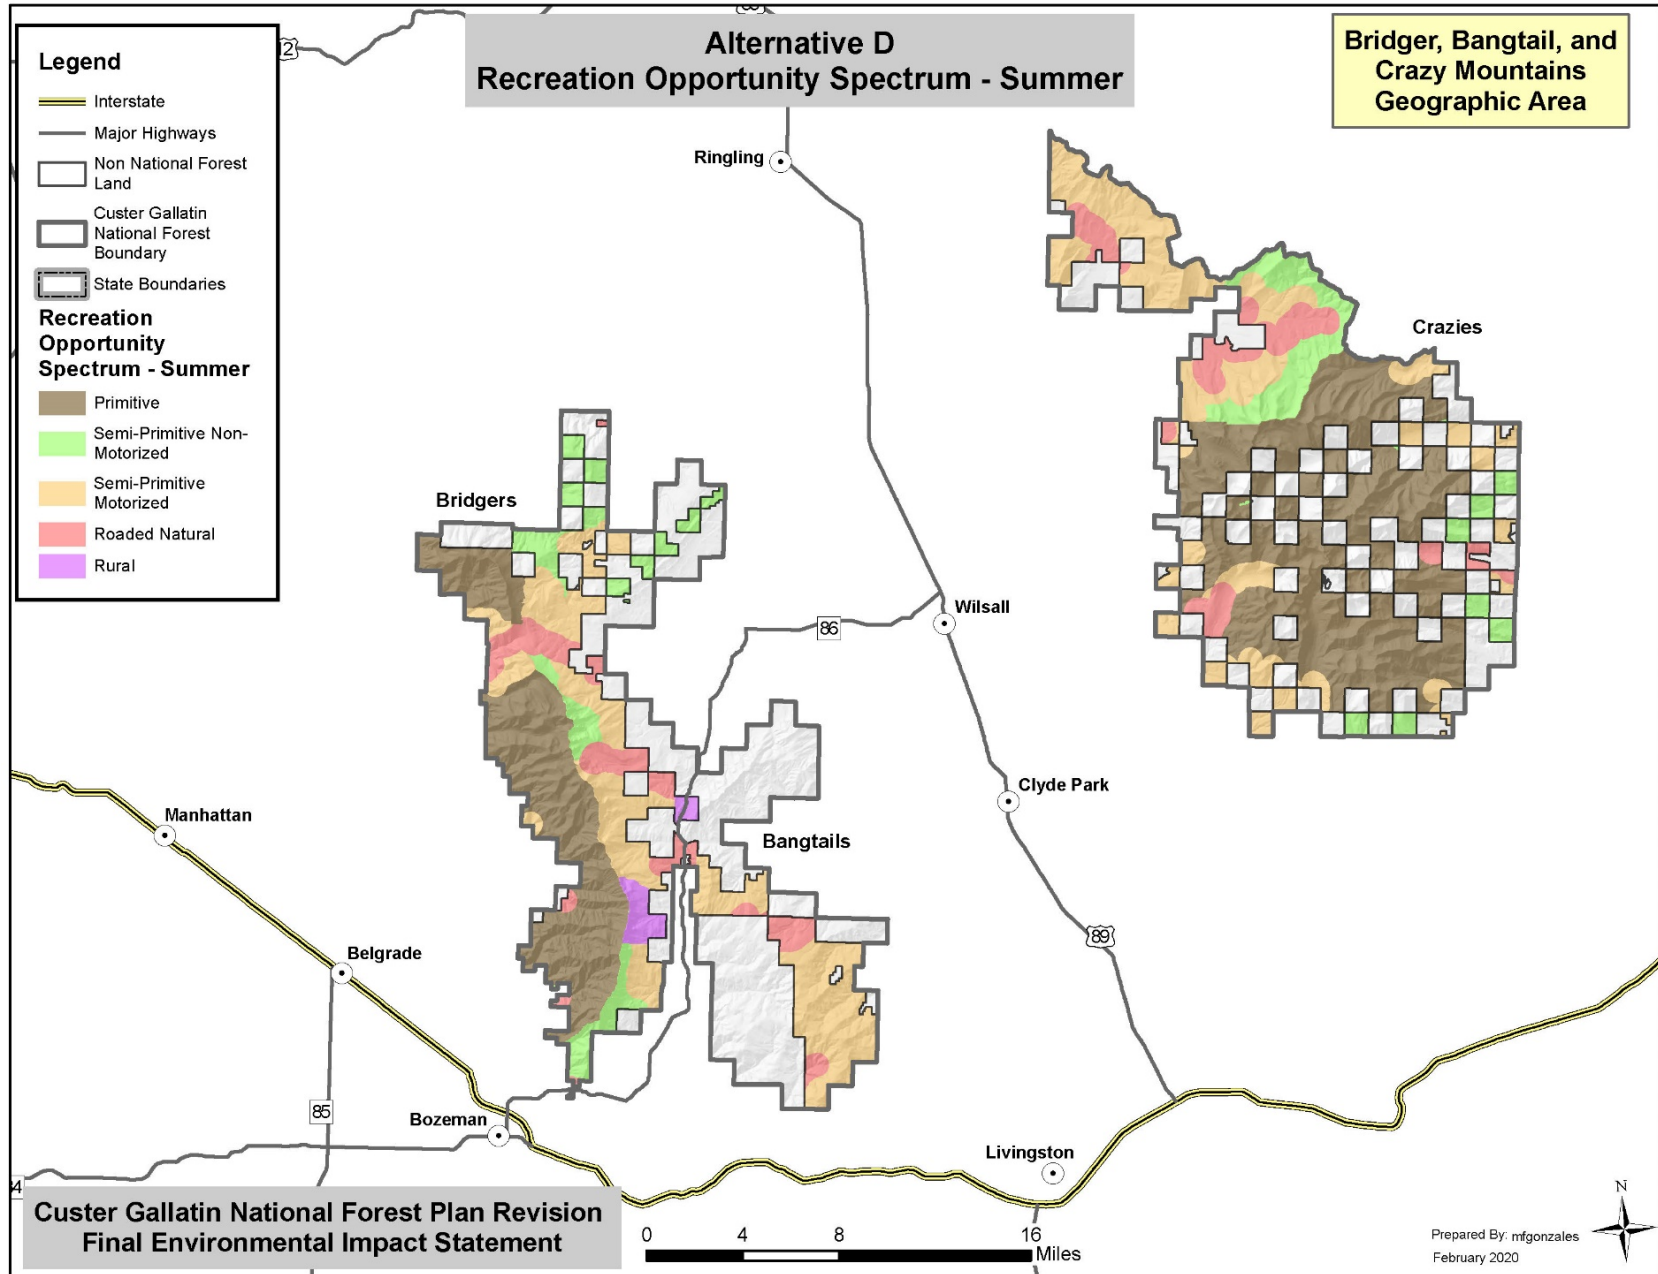 Alternative D
Recreation Opportunity Spectrum - Summer
Bridger, Bangtail, and
Crazy Mountains
Geographic Area
Legend
Interstate
Major Highways
Non National Forest
Land
Custer Gallatin
National Forest
Boundary
State Boundaries
Recreation
Opportunity
Spectrum - Summer
Primitive
Semi-Primitive Non-
Motorized
Semi-Primitive
Motorized
Roaded Natural
Rural
2
Ringling
Crazies
Bridgers
Wilsall
86
Clyde Park
Manhattan
Bangtails
89
Belgrade
85
Bozeman
Livingston
4
Custer Gallatin National Forest Plan Revision
Final Environmental Impact Statement
0 4 8 16
Miles
N
Prepared By: mfgonzales
February 2020